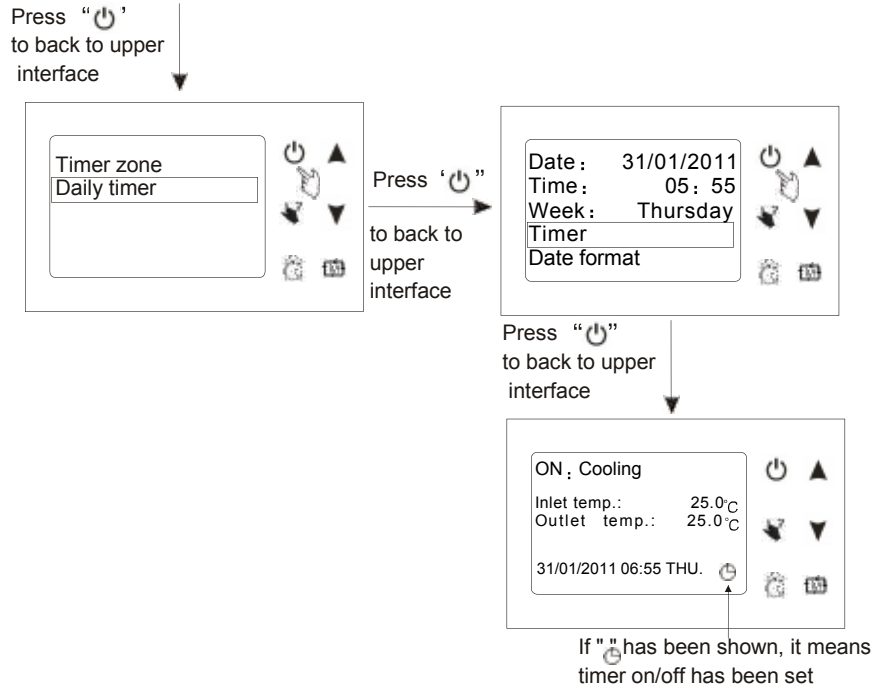 Press “⏻’
to back to upper
interface
Timer zone
Daily timer
Press ‘⏻”
to back to
upper
interface
Date： 31/01/2011
Time： 05：55
Week： Thursday
Timer
Date format
Press “⏻”
to back to upper
interface
ON：Cooling
Inlet temp.: 25.0℃
Outlet temp.: 25.0℃
31/01/2011 06:55 THU.
If " " has been shown, it means
timer on/off has been set